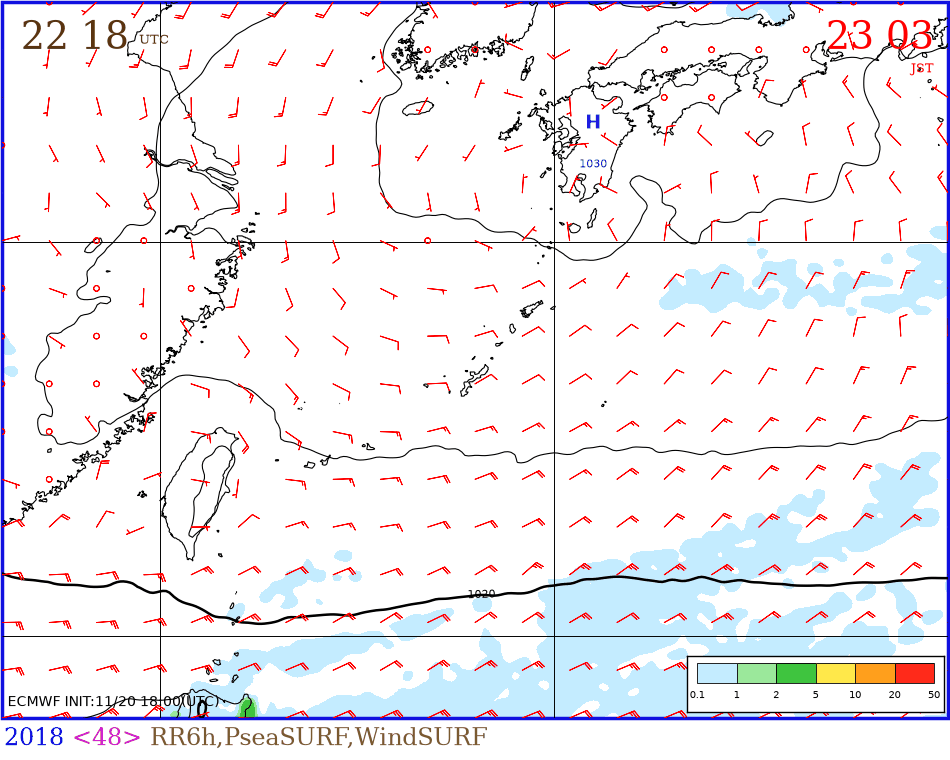 22 18 UTC 23 03
JST
H
1030
1020
0.1 1 2 5 10 20 50
ECMWF INIT:11/20 18:00(UTC)
0
2018 <48> RR6h,PseaSURF,WindSURF